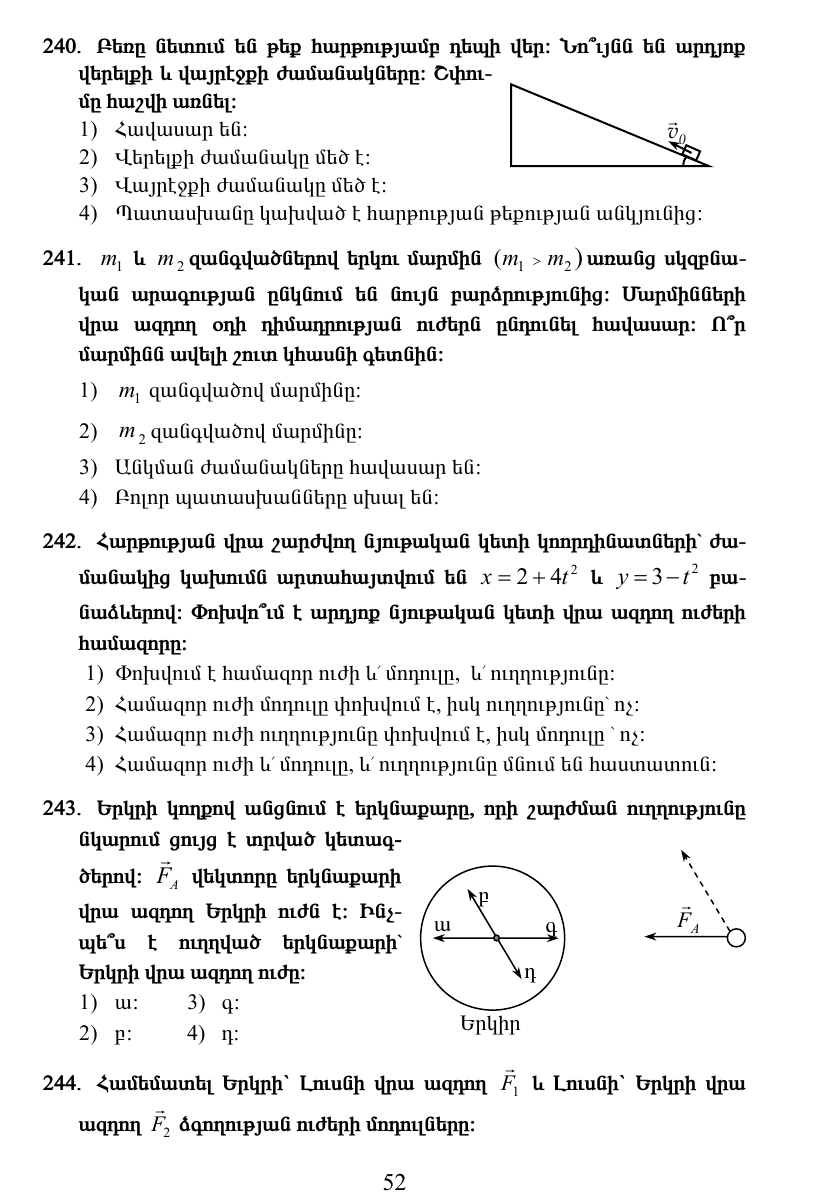 240. Բեռը նետում են թեք հարթությամբ դեպի վեր: Նո՞ւյնն են արդյոք
վերելքի և վայրէջքի ժամանակները: Շփու-
մը հաշվի առնել:
1) Հավասար են:
2) Վերելքի ժամանակը մեծ է:
3) Վայրէջքի ժամանակը մեծ է:
4) Պատասխանը կախված է հարթության թեքության անկյունից:
v⃗₀
241. m₁ և m₂ զանգվածներով երկու մարմին (m₁ > m₂) առանց սկզբնա-
կան արագության ընկնում են նույն բարձրությունից: Մարմինների
վրա ազդող օդի դիմադրության ուժերն ընդունել հավասար: Ո՞ր
մարմինն ավելի շուտ կհասնի գետնին:
1) m₁ զանգվածով մարմինը:
2) m₂ զանգվածով մարմինը:
3) Անկման ժամանակները հավասար են:
4) Բոլոր պատասխանները սխալ են:
242. Հարթության վրա շարժվող նյութական կետի կոորդինատների՝ ժա-
մանակից կախումն արտահայտվում են x = 2 + 4t² և y = 3 − t² բա-
նաձևերով: Փոխվո՞ւմ է արդյոք նյութական կետի վրա ազդող ուժերի
համազորը:
1) Փոխվում է համազոր ուժի և՛ մոդուլը, և՛ ուղղությունը:
2) Համազոր ուժի մոդուլը փոխվում է, իսկ ուղղությունը՝ ոչ:
3) Համազոր ուժի ուղղությունը փոխվում է, իսկ մոդուլը ՝ ոչ:
4) Համազոր ուժի և՛ մոդուլը, և՛ ուղղությունը մնում են հաստատուն:
243. Երկրի կողքով անցնում է երկնաքարը, որի շարժման ուղղությունը
նկարում ցույց է տրված կետագ-
ծերով: F⃗_A վեկտորը երկնաքարի
վրա ազդող Երկրի ուժն է: Ինչ-
պե՞ս է ուղղված երկնաքարի՝
Երկրի վրա ազդող ուժը:
1) ա: 3) գ:
2) բ: 4) դ:
բ
ա
գ
դ
Երկիր
F⃗_A
244. Համեմատել Երկրի՝ Լուսնի վրա ազդող F⃗₁ և Լուսնի՝ Երկրի վրա
ազդող F⃗₂ ձգողության ուժերի մոդուլները:
52